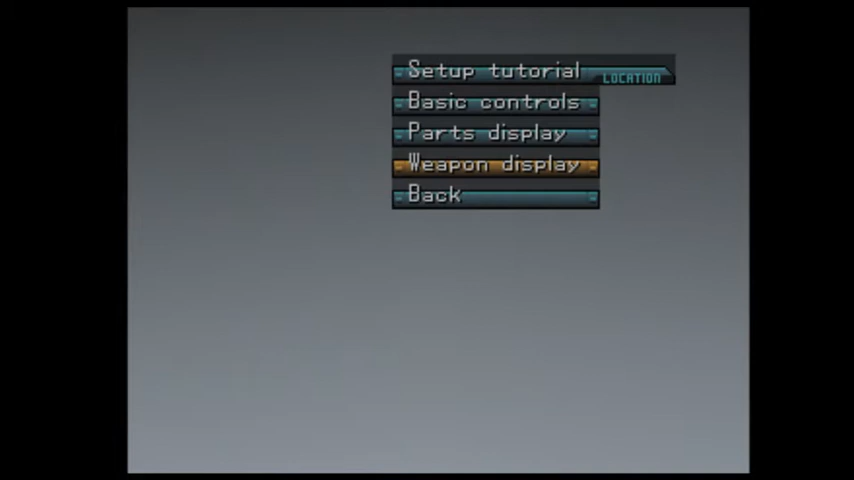 Setup tutorial
LOCATION
Basic controls
Parts display
Weapon display
Back